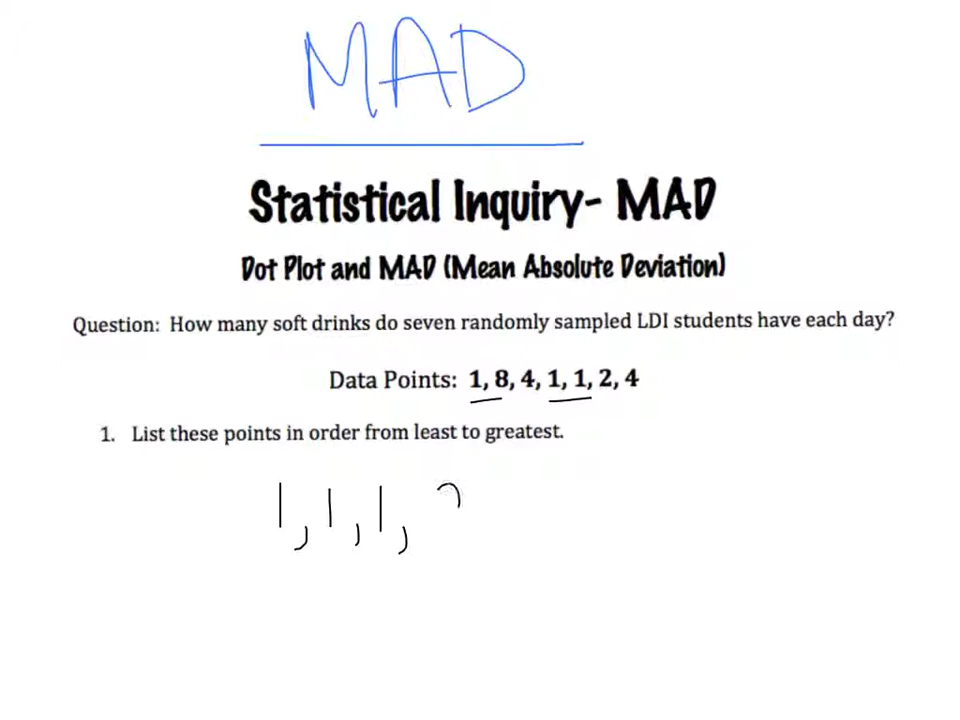 MAD
Statistical Inquiry- MAD
Dot Plot and MAD (Mean Absolute Deviation)
Question: How many soft drinks do seven randomly sampled LDI students have each day?
Data Points: 1, 8, 4, 1, 1, 2, 4
1. List these points in order from least to greatest.
1, 1, 1,